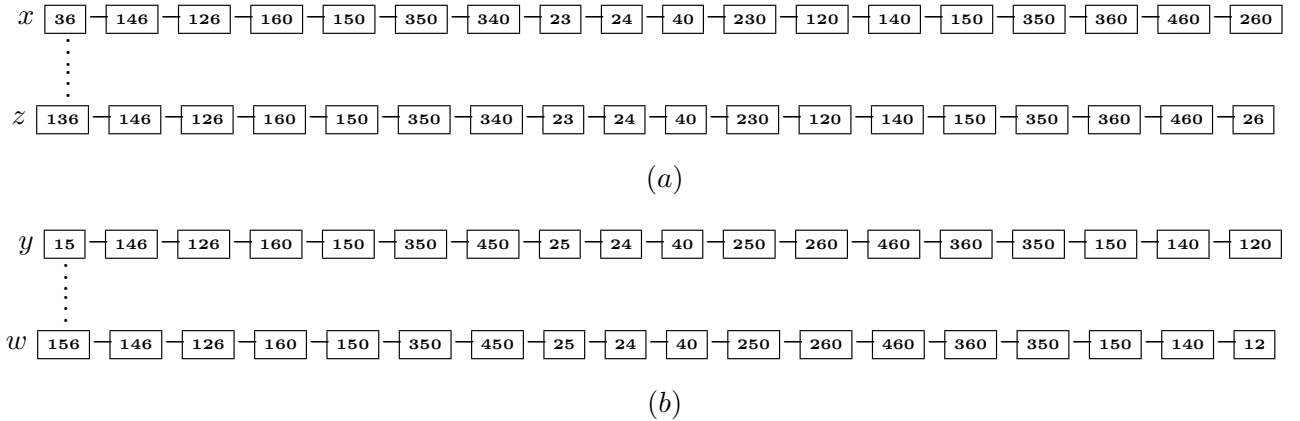 x 36 146 126 160 150 350 340 23 24 40 230 120 140 150 350 360 460 260
z 136 146 126 160 150 350 340 23 24 40 230 120 140 150 350 360 460 26
(a)
y 15 146 126 160 150 350 450 25 24 40 250 260 460 360 350 150 140 120
w 156 146 126 160 150 350 450 25 24 40 250 260 460 360 350 150 140 12
(b)